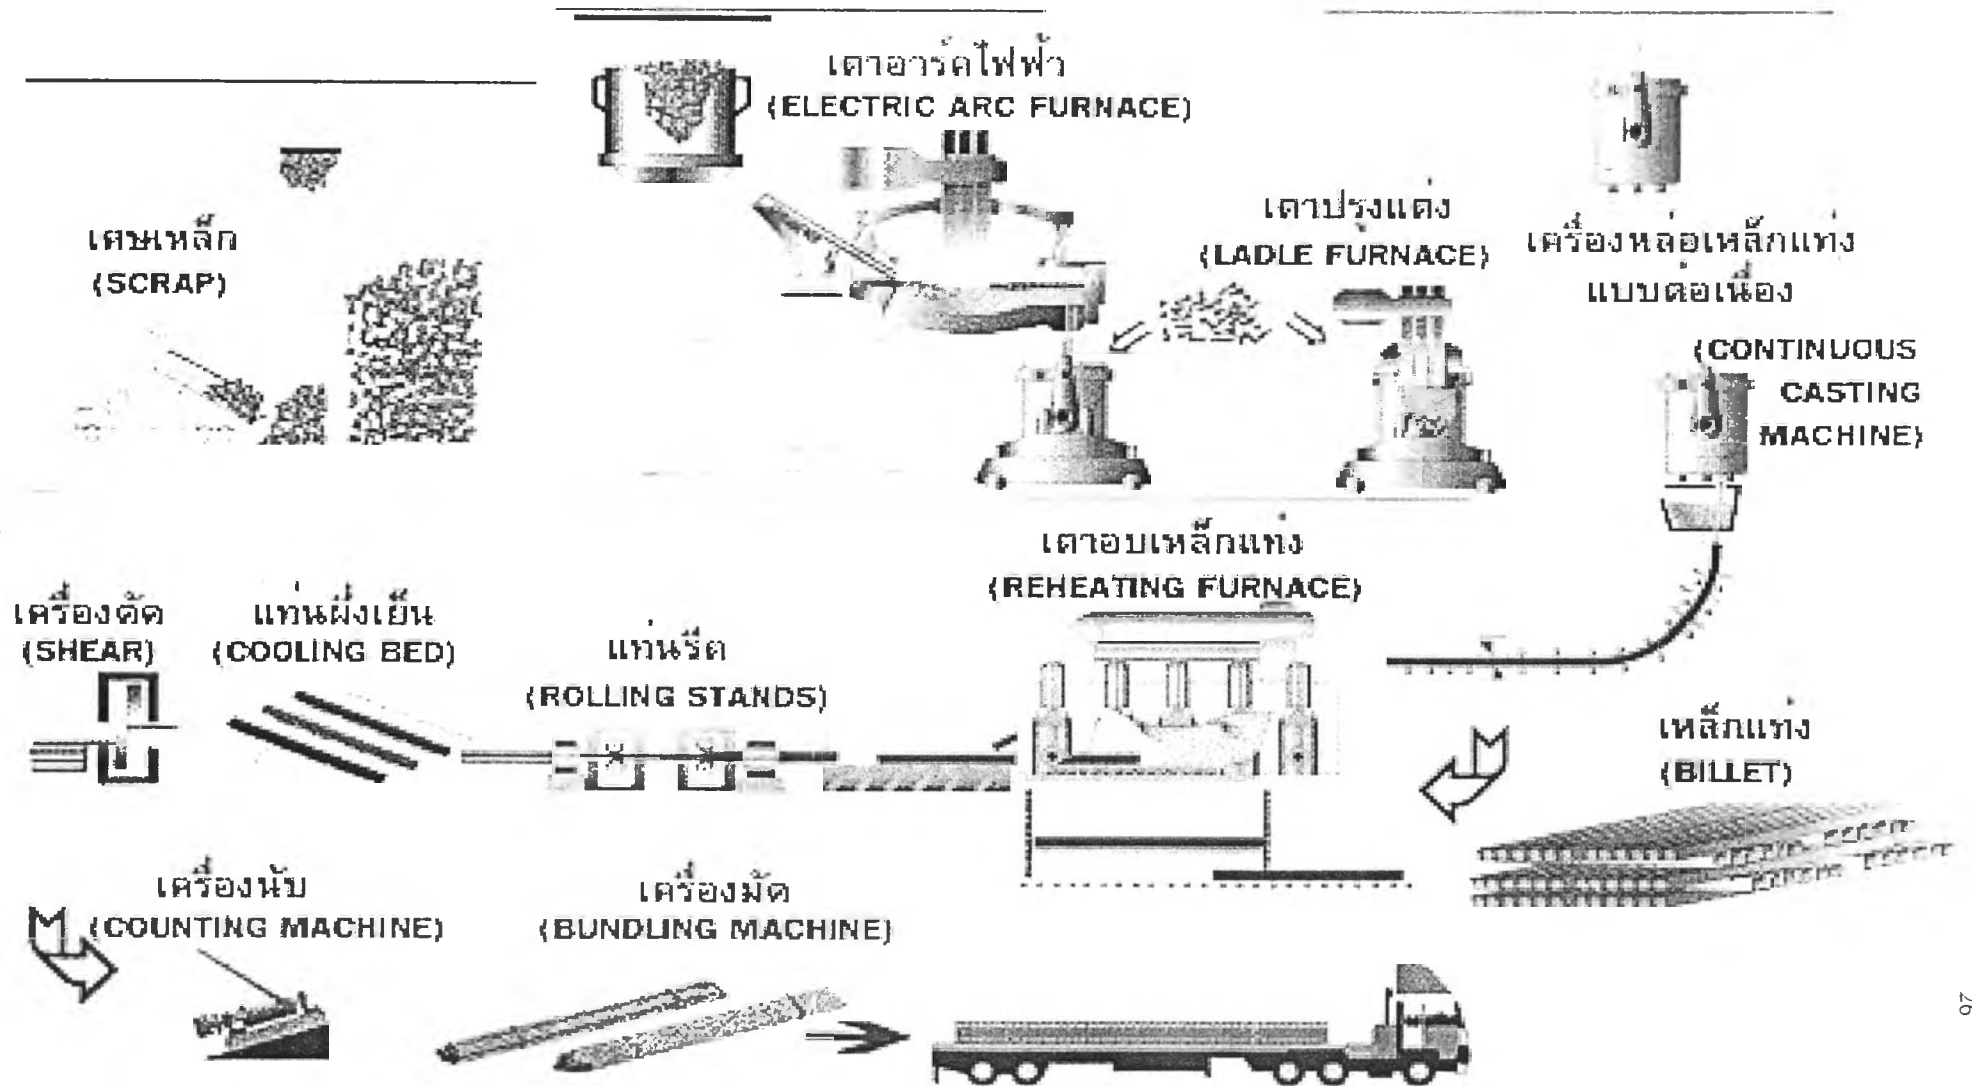 เตาอาร์คไฟฟ้า
(ELECTRIC ARC FURNACE)
เศษเหล็ก
(SCRAP)
เตาปรุงแต่ง
(LADLE FURNACE)
เครื่องหล่อเหล็กแท่ง
แบบต่อเนื่อง
(CONTINUOUS
CASTING
MACHINE)
เตาอบเหล็กแท่ง
(REHEATING FURNACE)
เครื่องตัด
(SHEAR)
แท่นผึ่งเย็น
(COOLING BED)
แท่นรีด
(ROLLING STANDS)
เหล็กแท่ง
(BILLET)
เครื่องนับ
(COUNTING MACHINE)
เครื่องมัด
(BUNDLING MACHINE)